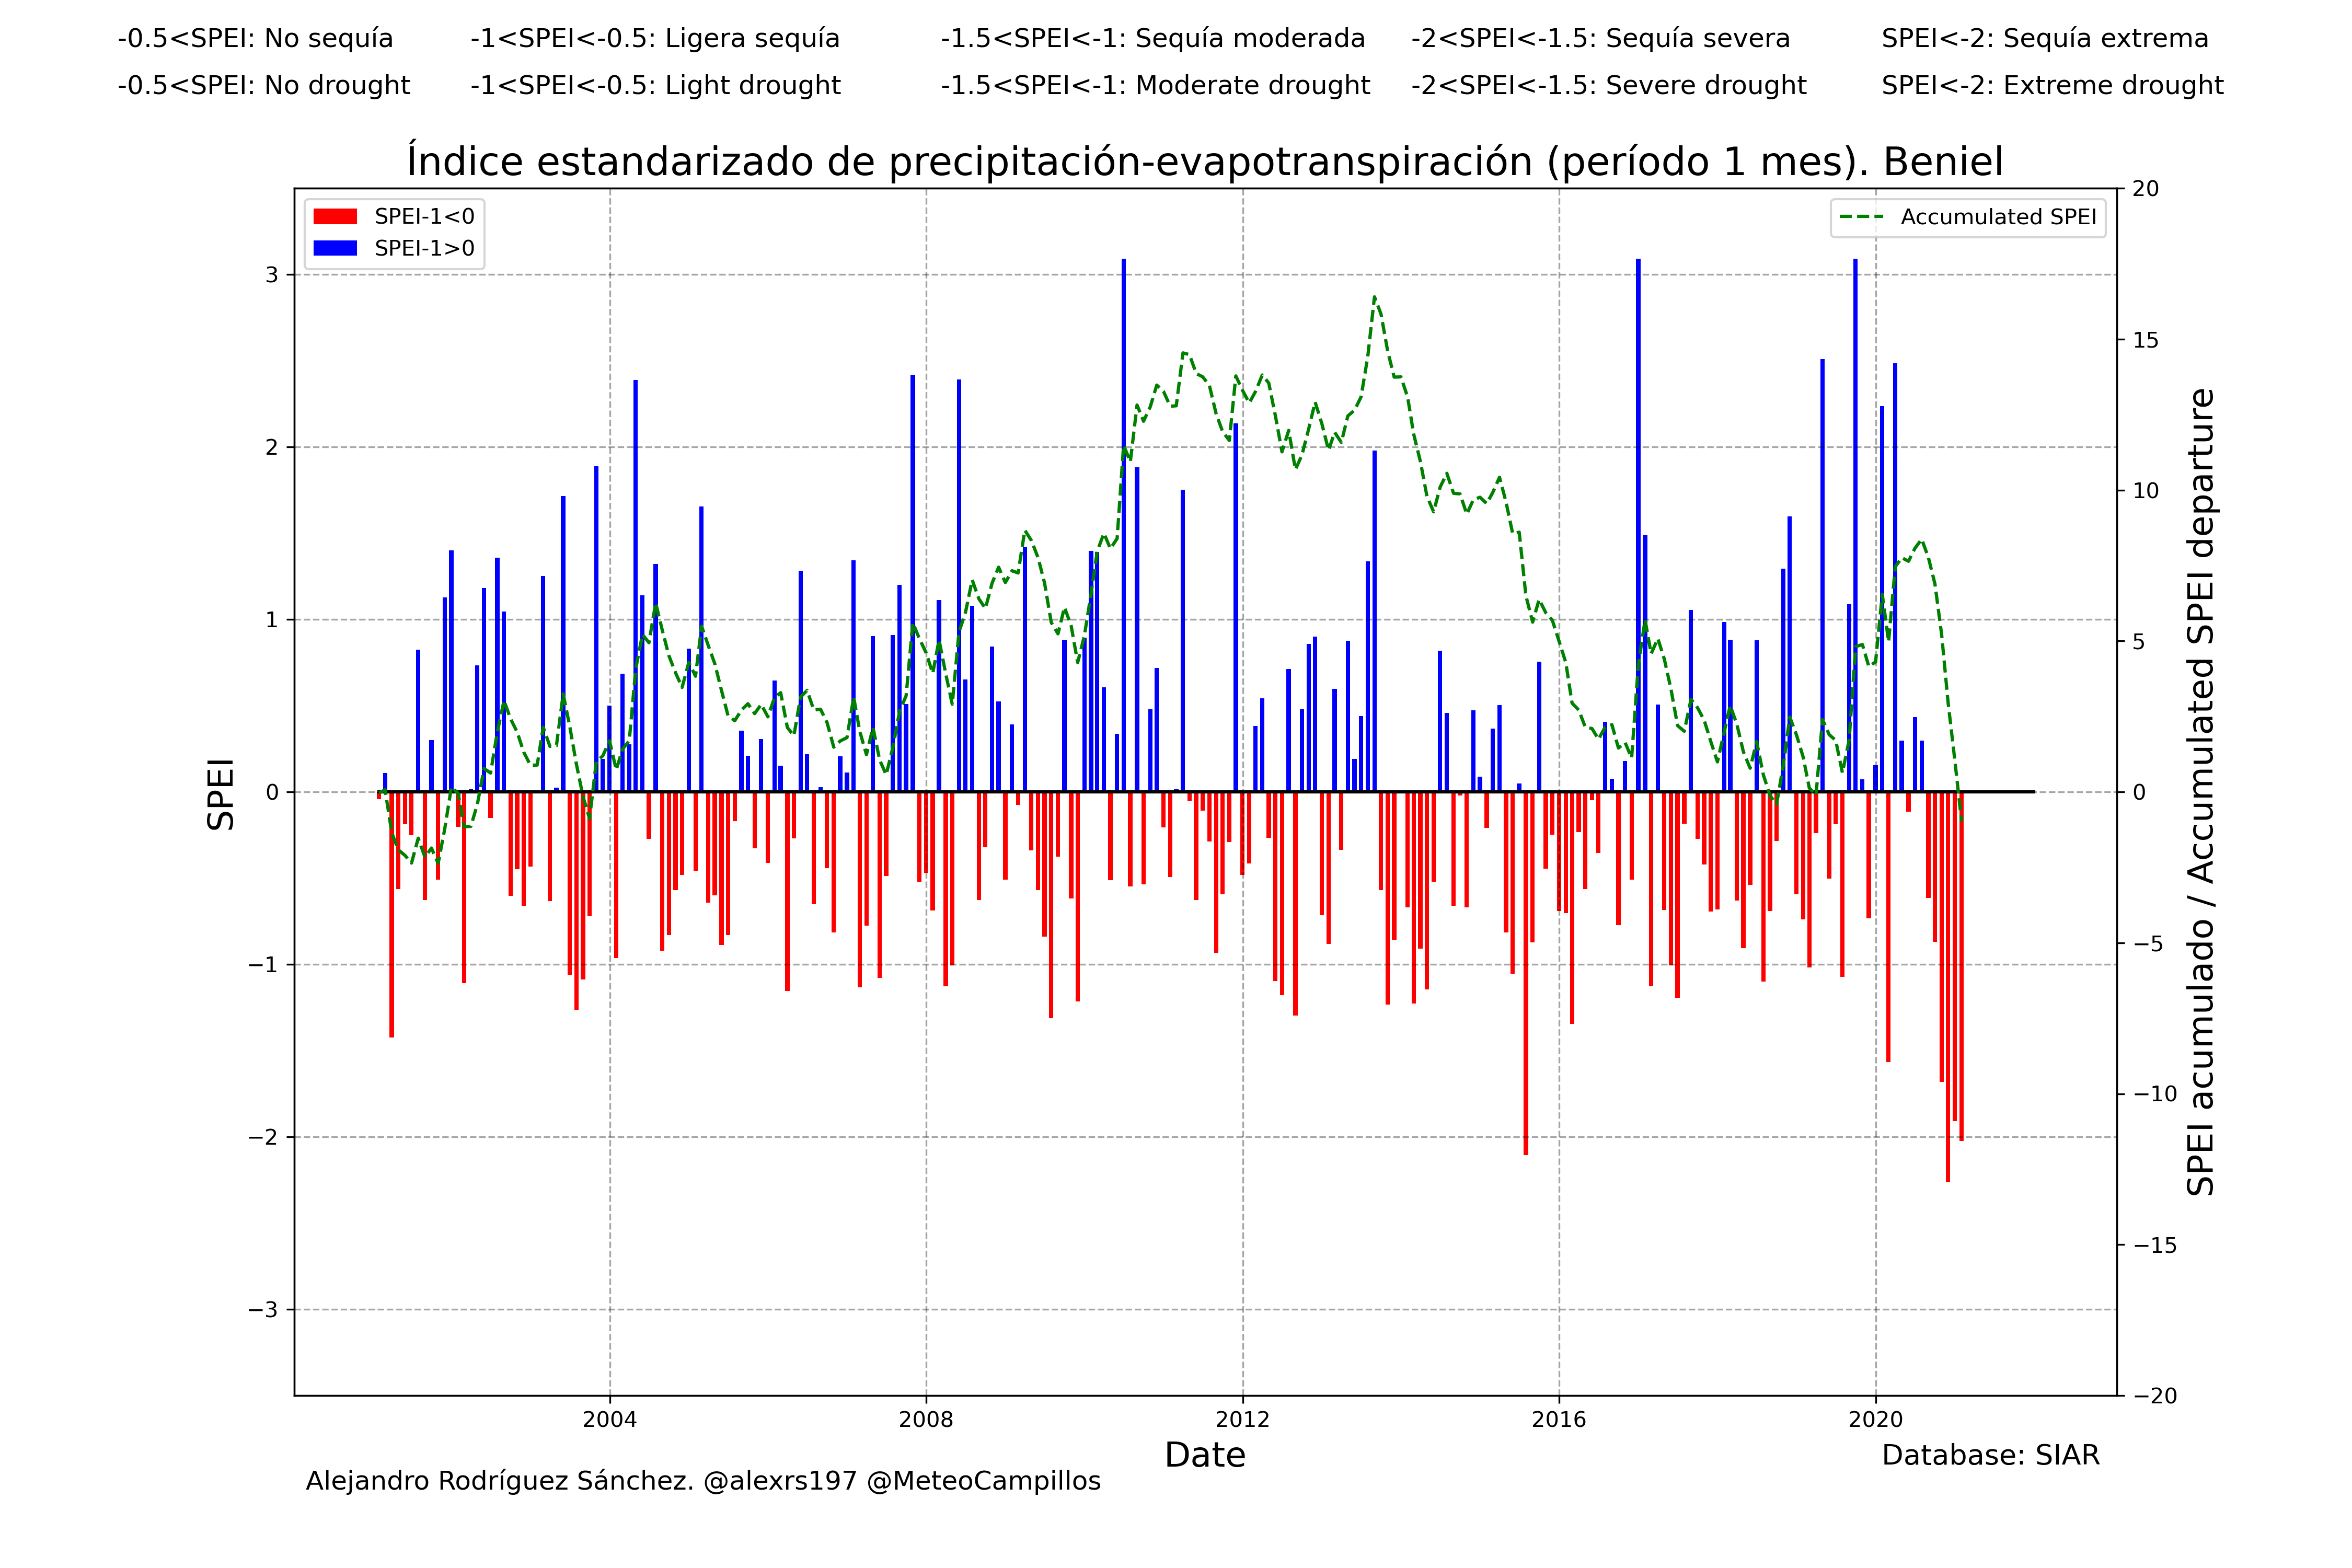 -0.5<SPEI: No sequía -1<SPEI<-0.5: Ligera sequía -1.5<SPEI<-1: Sequía moderada -2<SPEI<-1.5: Sequía severa SPEI<-2: Sequía extrema
-0.5<SPEI: No drought -1<SPEI<-0.5: Light drought -1.5<SPEI<-1: Moderate drought -2<SPEI<-1.5: Severe drought SPEI<-2: Extreme drought
Índice estandarizado de precipitación-evapotranspiración (período 1 mes). Beniel
SPEI-1<0
SPEI-1>0
Accumulated SPEI
SPEI
3
2
1
0
−1
−2
−3
20
15
10
5
0
−5
−10
−15
−20
SPEI acumulado / Accumulated SPEI departure
2004 2008 2012 2016 2020
Date
Database: SIAR
Alejandro Rodríguez Sánchez. @alexrs197 @MeteoCampillos